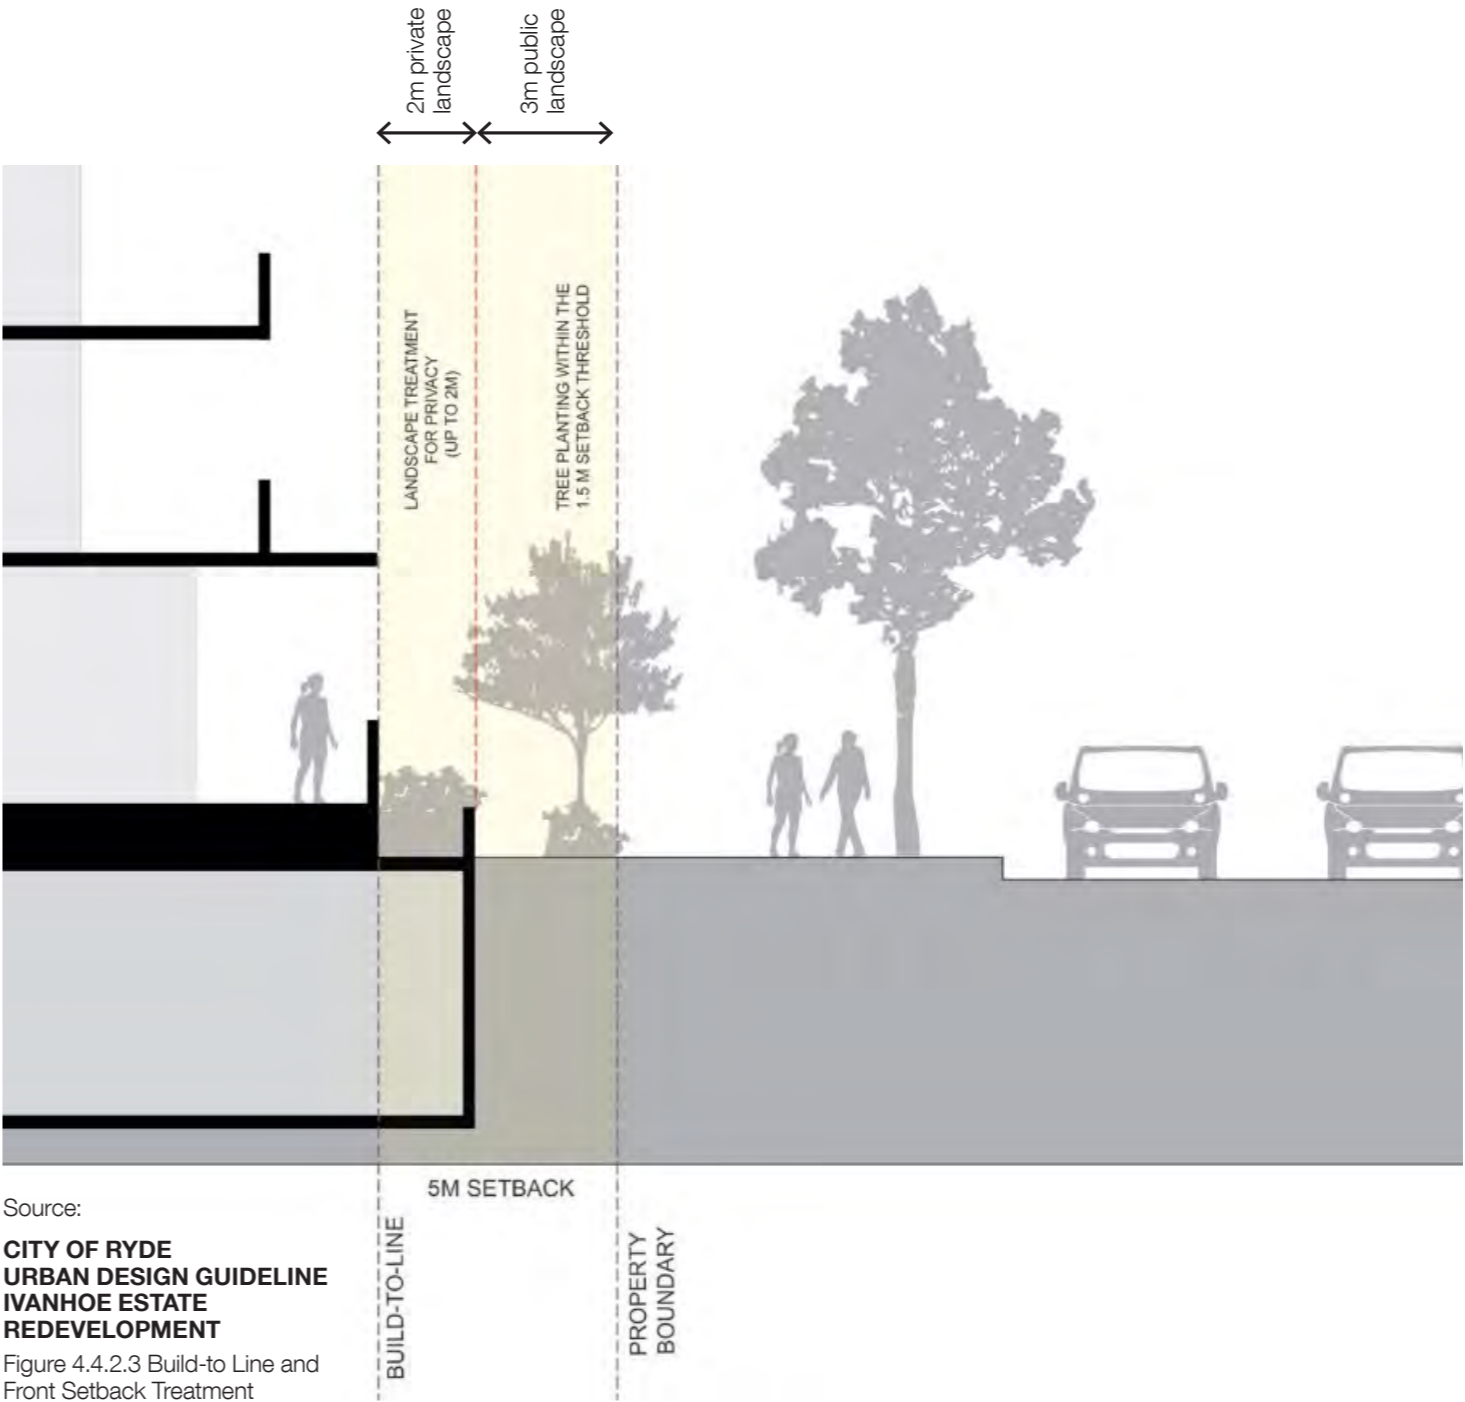 2m private
landscape
3m public
landscape
LANDSCAPE TREATMENT
FOR PRIVACY
(UP TO 2M)
TREE PLANTING WITHIN THE
1.5 M SETBACK THRESHOLD
5M SETBACK
BUILD-TO-LINE
PROPERTY
BOUNDARY
Source:
CITY OF RYDE
URBAN DESIGN GUIDELINE
IVANHOE ESTATE
REDEVELOPMENT
Figure 4.4.2.3 Build-to Line and
Front Setback Treatment